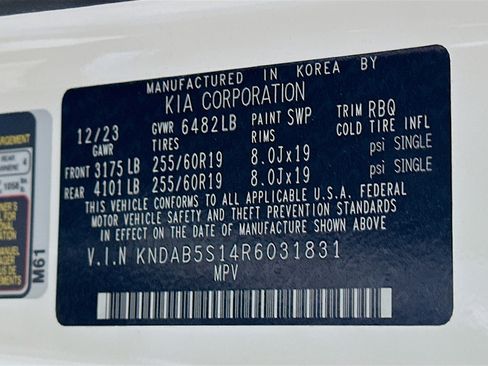 MANUFACTURED IN KOREA BY
KIA CORPORATION
12/23 GVWR 6482LB PAINT SWP TRIM RBQ
GAWR TIRES RIMS COLD TIRE INFL
FRONT 3175 LB 255/60R19 8.0Jx19 psi SINGLE
REAR 4101 LB 255/60R19 8.0Jx19 psi SINGLE
THIS VEHICLE CONFORMS TO ALL APPLICABLE U.S.A. FEDERAL
MOTOR VEHICLE SAFETY AND THEFT PREVENTION STANDARDS
IN EFFECT ON THE DATE OF MANUFACTURE SHOWN ABOVE
V.I.N KNDAB5S14R6031831
MPV
REAR
4
M61